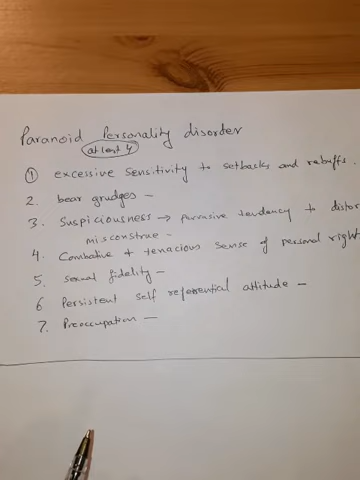 Paranoid Personality disorder
at least 4
① excessive sensitivity to setbacks and rebuffs.
2. bear grudges –
3. Suspiciousness → pervasive tendency to distor
misconstrue –
4. Combative + tenacious sense of personal right
5. sexual fidelity –
6 Persistent self referential attitude –
7. Preoccupation –